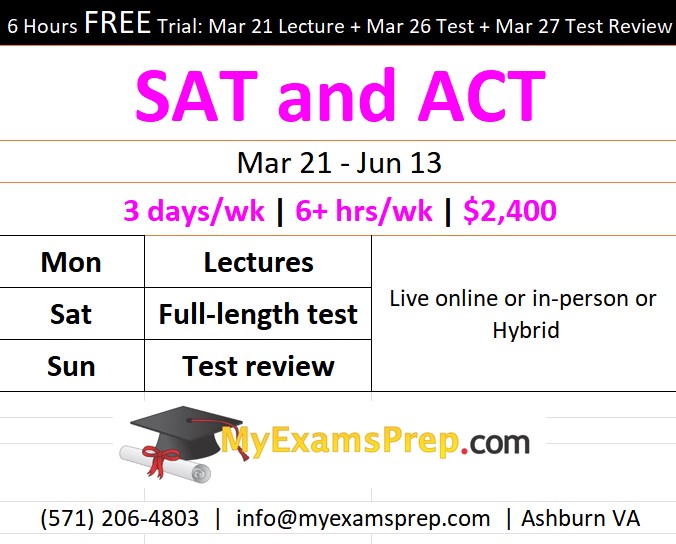 6 Hours FREE Trial: Mar 21 Lecture + Mar 26 Test + Mar 27 Test Review
SAT and ACT
Mar 21 - Jun 13
3 days/wk | 6+ hrs/wk | $2,400
Mon
Lectures
Sat
Full-length test
Sun
Test review
Live online or in-person or
Hybrid
MyExamsPrep.com
(571) 206-4803 | info@myexamsprep.com | Ashburn VA